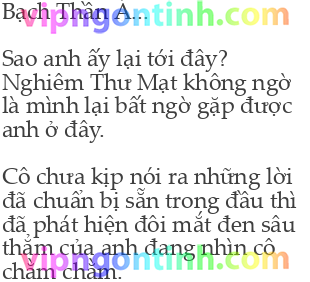 Bạch Thần À...
vipngontinh.com
Sao anh ấy lại tới đây?
Nghiêm Thư Mạt không ngờ
là mình lại bất ngờ gặp được
anh ở đây.
Cô chưa kịp nói ra những lời
đã chuẩn bị sẵn trong đầu thì
đã phát hiện đôi mắt đen sâu
thẳm của anh đang nhìn cô
vipngontinh.com
chằm chằm.